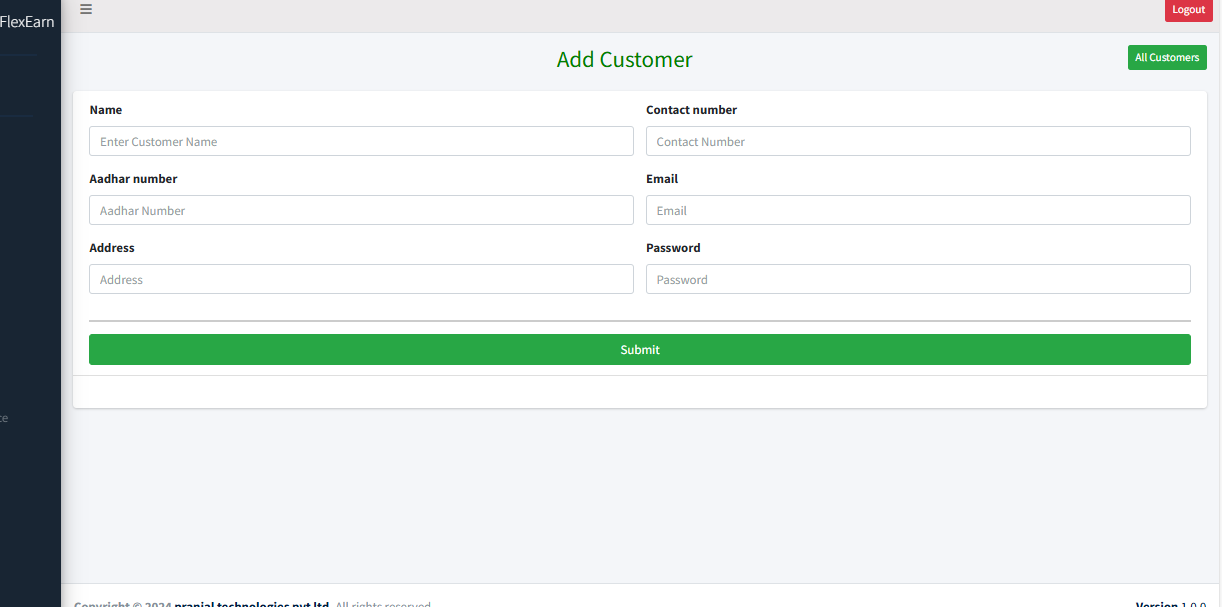 FlexEarn
Logout
Add Customer
All Customers
Name
Contact number
Enter Customer Name
Contact Number
Aadhar number
Email
Aadhar Number
Email
Address
Password
Address
Password
Submit
Copyright © 2024 pranjal technologies pvt ltd. All rights reserved.
Version 1.0.0